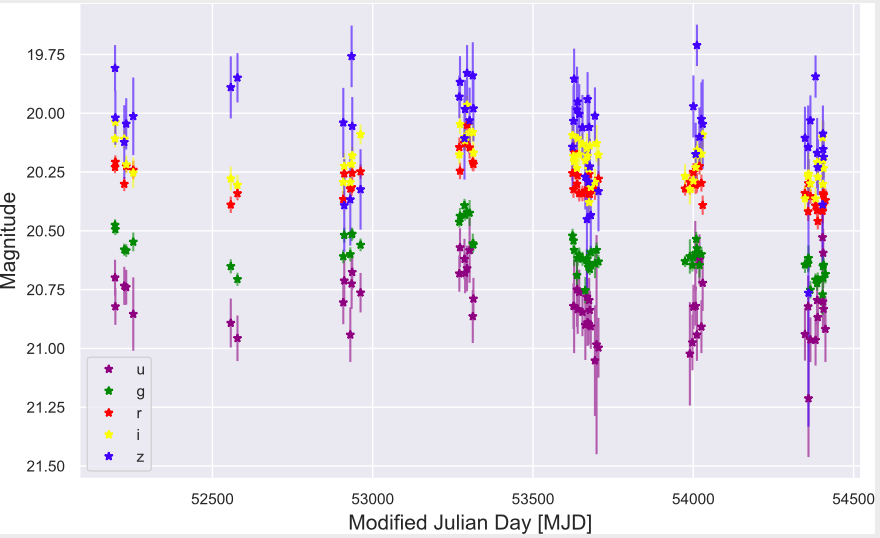 Magnitude
19.75
20.00
20.25
20.50
20.75
21.00
21.25
21.50
u
g
r
i
z
52500 53000 53500 54000 54500
Modified Julian Day [MJD]